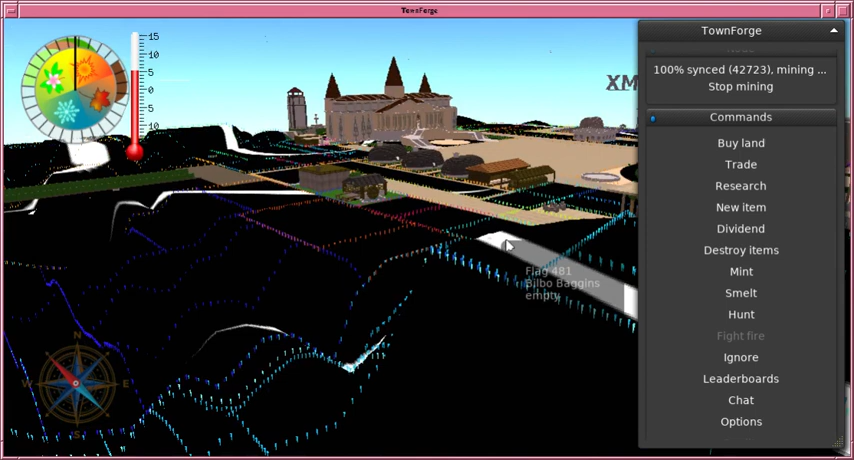 TownForge
15
10
5
0
5
10
N
W
E
S
XM
Flag 481
Bilbo Baggins
empty
TownForge
100% synced (42723), mining ...
Stop mining
Commands
Buy land
Trade
Research
New item
Dividend
Destroy items
Mint
Smelt
Hunt
Fight fire
Ignore
Leaderboards
Chat
Options